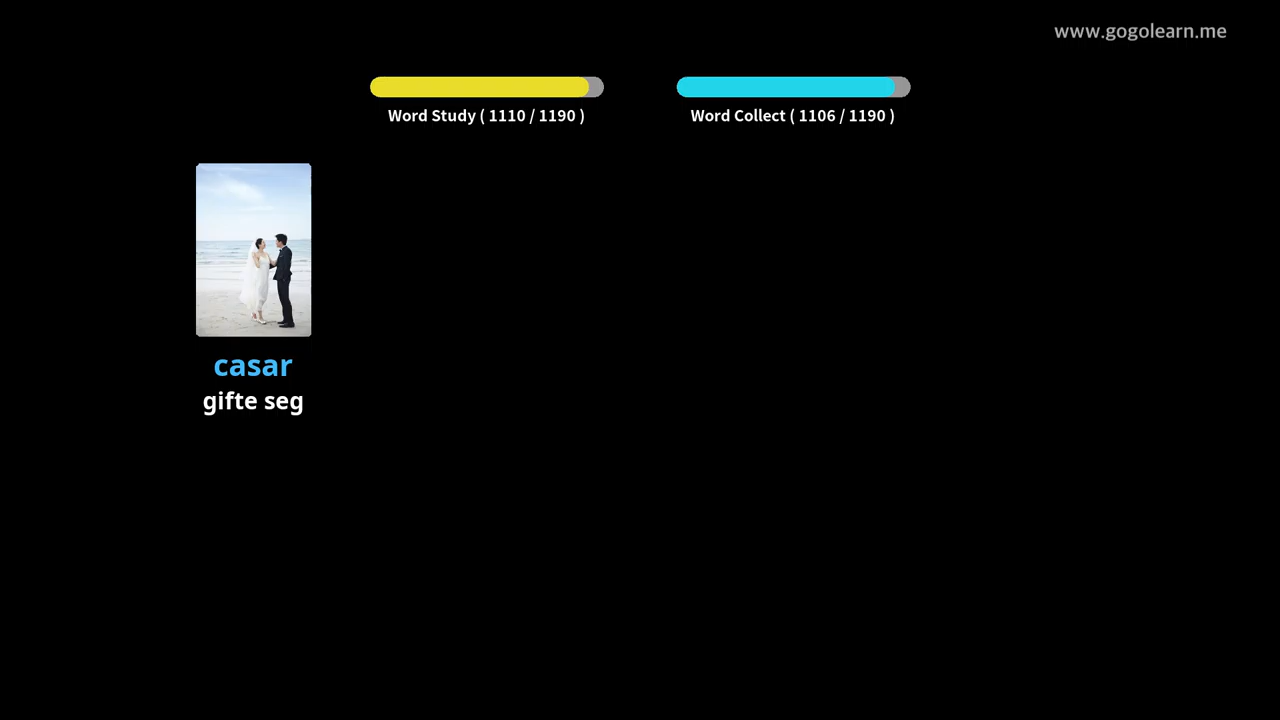 www.gogolearn.me
Word Study ( 1110 / 1190 )
Word Collect ( 1106 / 1190 )
casar
gifte seg